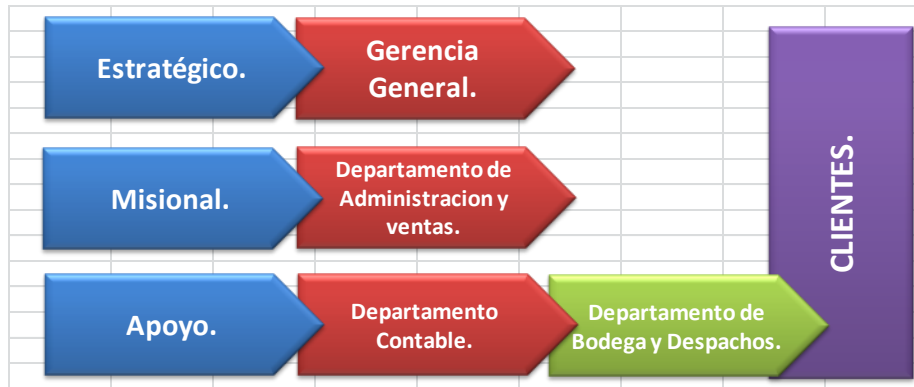 Estratégico.
Gerencia
General.
Misional.
Departamento de
Administracion y
ventas.
Apoyo.
Departamento
Contable.
Departamento de
Bodega y Despachos.
CLIENTES.